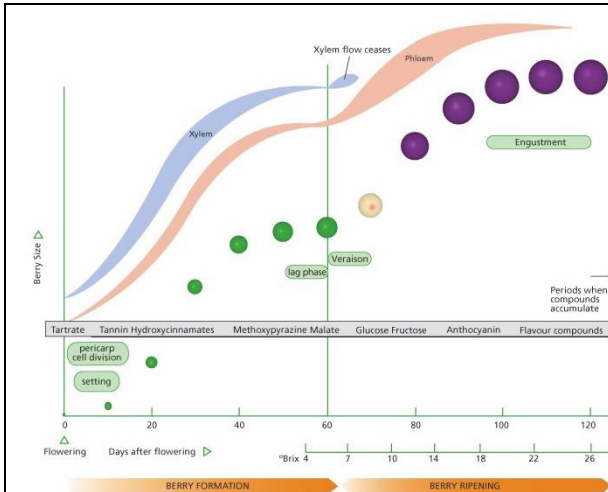 Xylem flow ceases
Phloem
Xylem
Engustment
Berry Size
Veraison
lag phase
Periods when
compounds
accumulate
Tartrate Tannin Hydroxycinnamates Methoxypyrazine Malate Glucose Fructose Anthocyanin Flavour compounds
pericarp
cell division
setting
0 20 40 60 80 100 120
Flowering Days after flowering
°Brix 4 7 10 14 18 22 26
BERRY FORMATION BERRY RIPENING